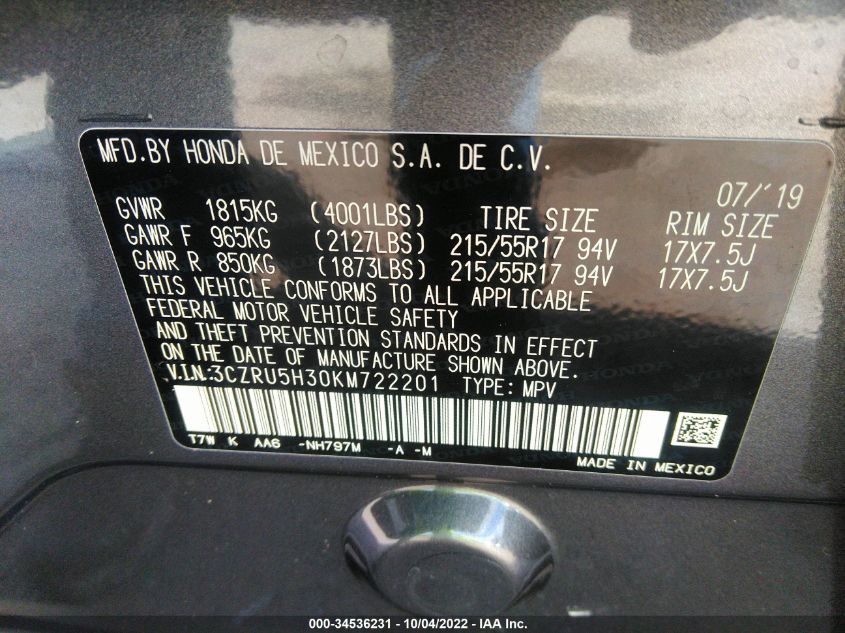 MFD.BY HONDA DE MEXICO S.A. DE C.V.
07/'19
GVWR 1815KG (4001LBS) TIRE SIZE RIM SIZE
GAWR F 965KG (2127LBS) 215/55R17 94V 17X7.5J
GAWR R 850KG (1873LBS) 215/55R17 94V 17X7.5J
THIS VEHICLE CONFORMS TO ALL APPLICABLE
FEDERAL MOTOR VEHICLE SAFETY
AND THEFT PREVENTION STANDARDS IN EFFECT
ON THE DATE OF MANUFACTURE SHOWN ABOVE.
V.I.N:3CZRU5H30KM722201 TYPE: MPV
T7W K AA6 -NH797M -A -M
MADE IN MEXICO
000-34536231 - 10/04/2022 - IAA Inc.